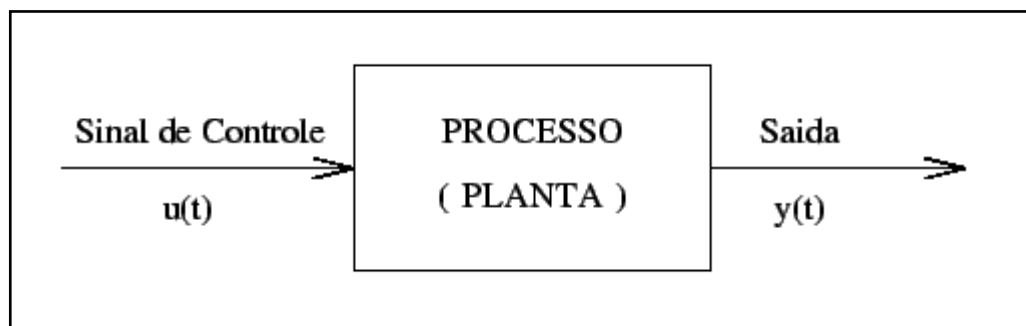 Sinal de Controle
u(t)
PROCESSO
( PLANTA )
Saida
y(t)